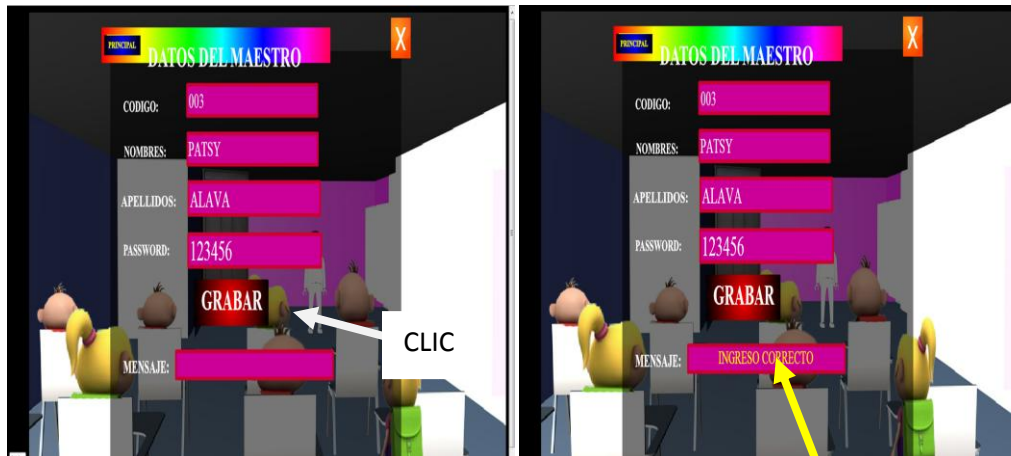 PRINCIPAL
DATOS DEL MAESTRO
X
CODIGO: 003
NOMBRES: PATSY
APELLIDOS: ALAVA
PASSWORD: 123456
GRABAR
CLIC
MENSAJE:
PRINCIPAL
DATOS DEL MAESTRO
X
CODIGO: 003
NOMBRES: PATSY
APELLIDOS: ALAVA
PASSWORD: 123456
GRABAR
MENSAJE: INGRESO CORRECTO